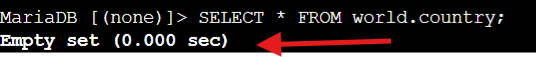 MariaDB [(none)]> SELECT * FROM world.country;
Empty set (0.000 sec)